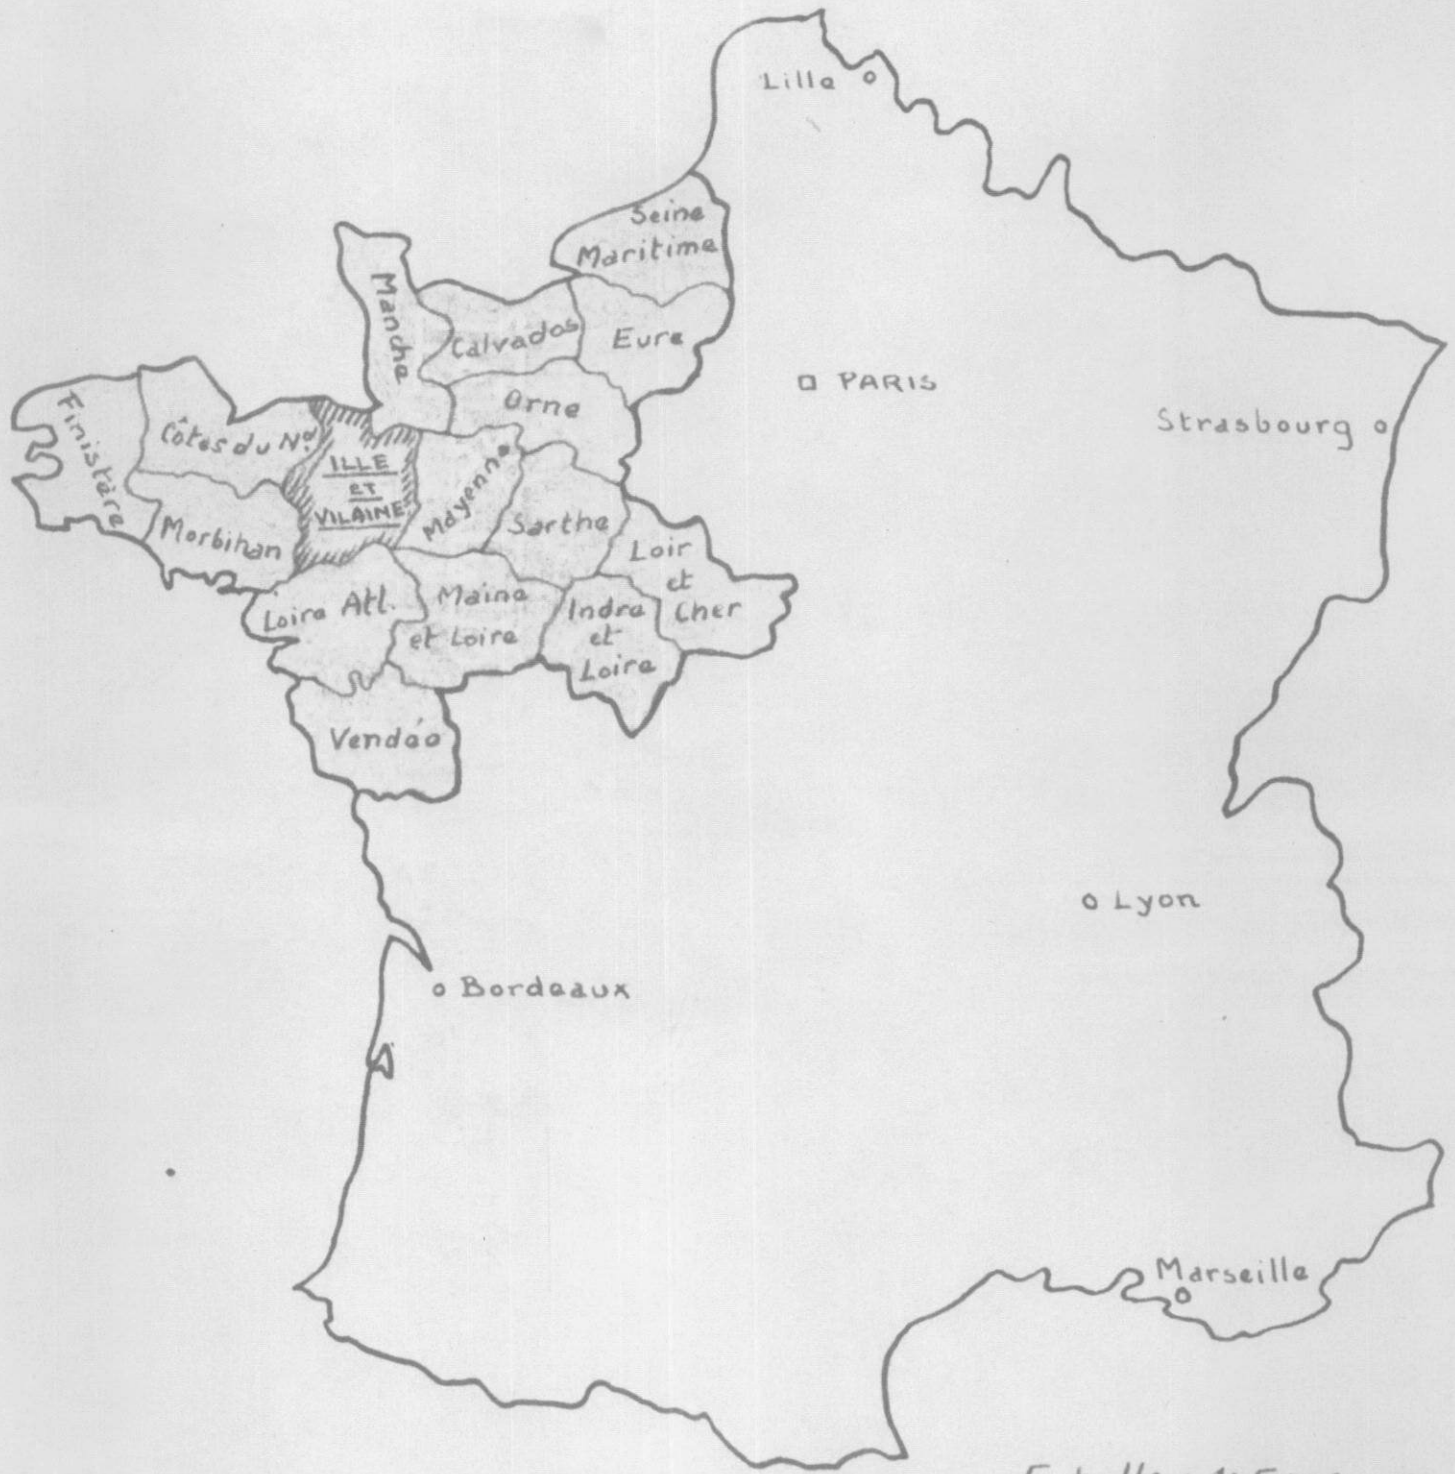 Lille
Seine
Maritime
Manche
Calvados
Eure
PARIS
Orne
Strasbourg
Finistère
Côtes du Nd
ILLE
ET
VILAINE
Mayenne
Sarthe
Morbihan
Loir
et
Cher
Loire Atl.
Maine
et Loire
Indre
et
Loire
Vendée
Lyon
Bordeaux
Marseille